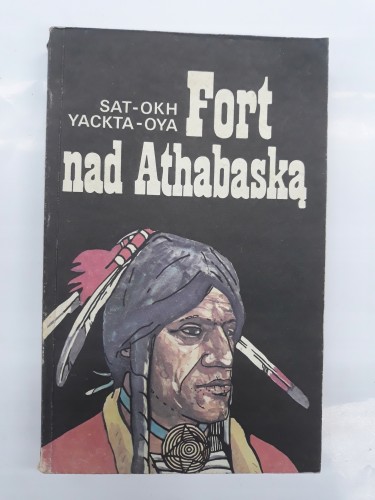 SAT-OKH
YACKTA-OYA
Fort
nad Athabaską